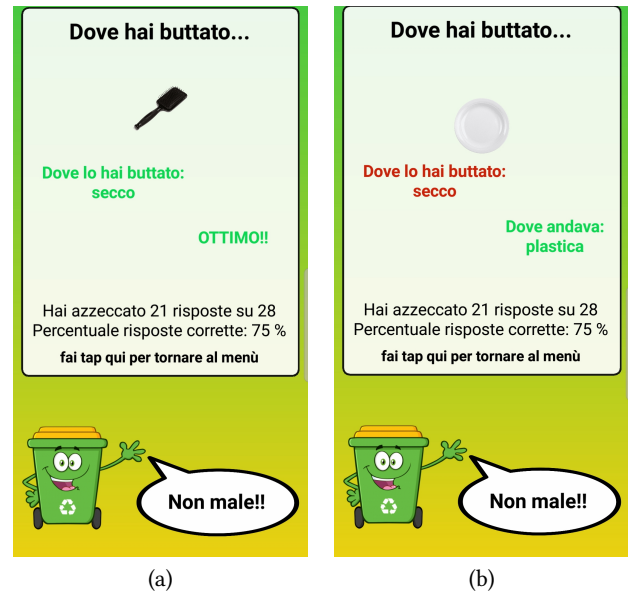 Dove hai buttato...
Dove lo hai buttato:
secco
OTTIMO!!
Hai azzeccato 21 risposte su 28
Percentuale risposte corrette: 75 %
fai tap qui per tornare al menù
Non male!!
(a)
Dove hai buttato...
Dove lo hai buttato:
secco
Dove andava:
plastica
Hai azzeccato 21 risposte su 28
Percentuale risposte corrette: 75 %
fai tap qui per tornare al menù
Non male!!
(b)